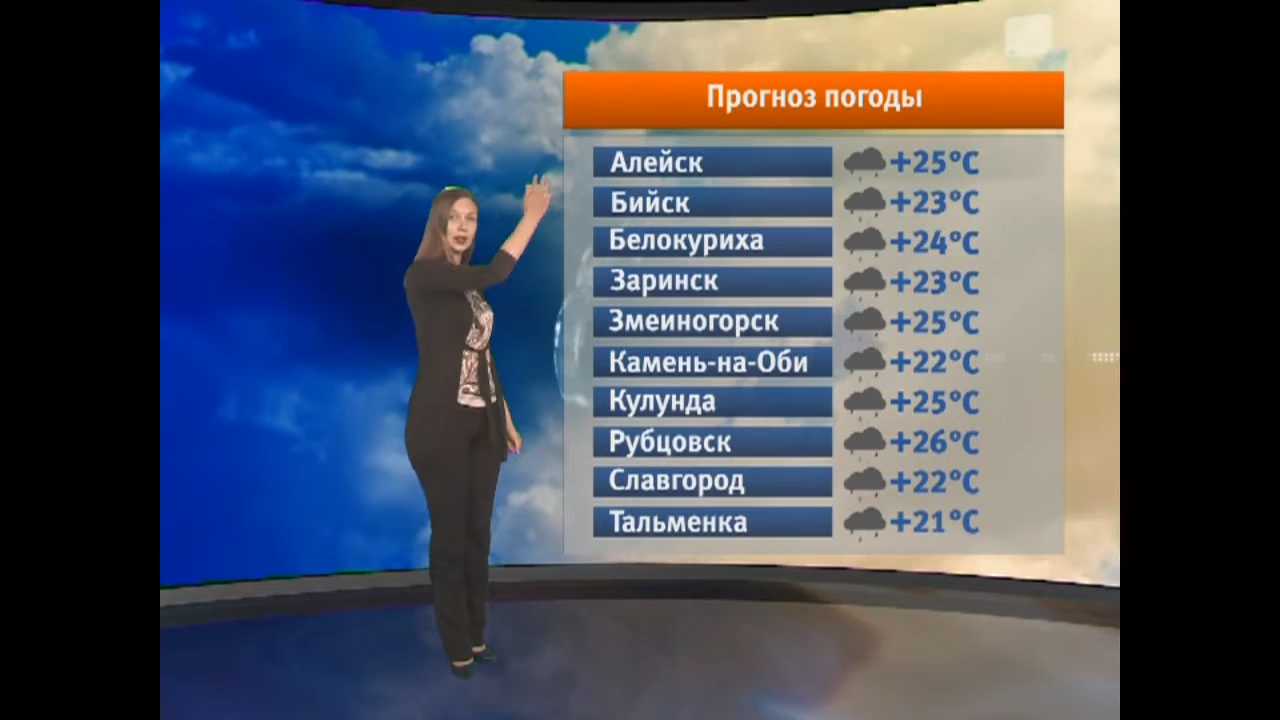 Прогноз погоды
Алейск +25°C
Бийск +23°C
Белокуриха +24°C
Заринск +23°C
Змеиногорск +25°C
Камень-на-Оби +22°C
Кулунда +25°C
Рубцовск +26°C
Славгород +22°C
Тальменка +21°C